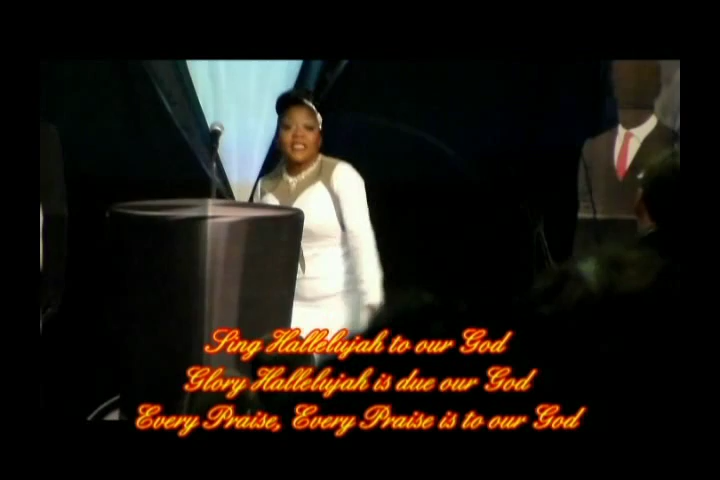 Sing Hallelujah to our God
Glory Hallelujah is due our God
Every Praise, Every Praise is to our God